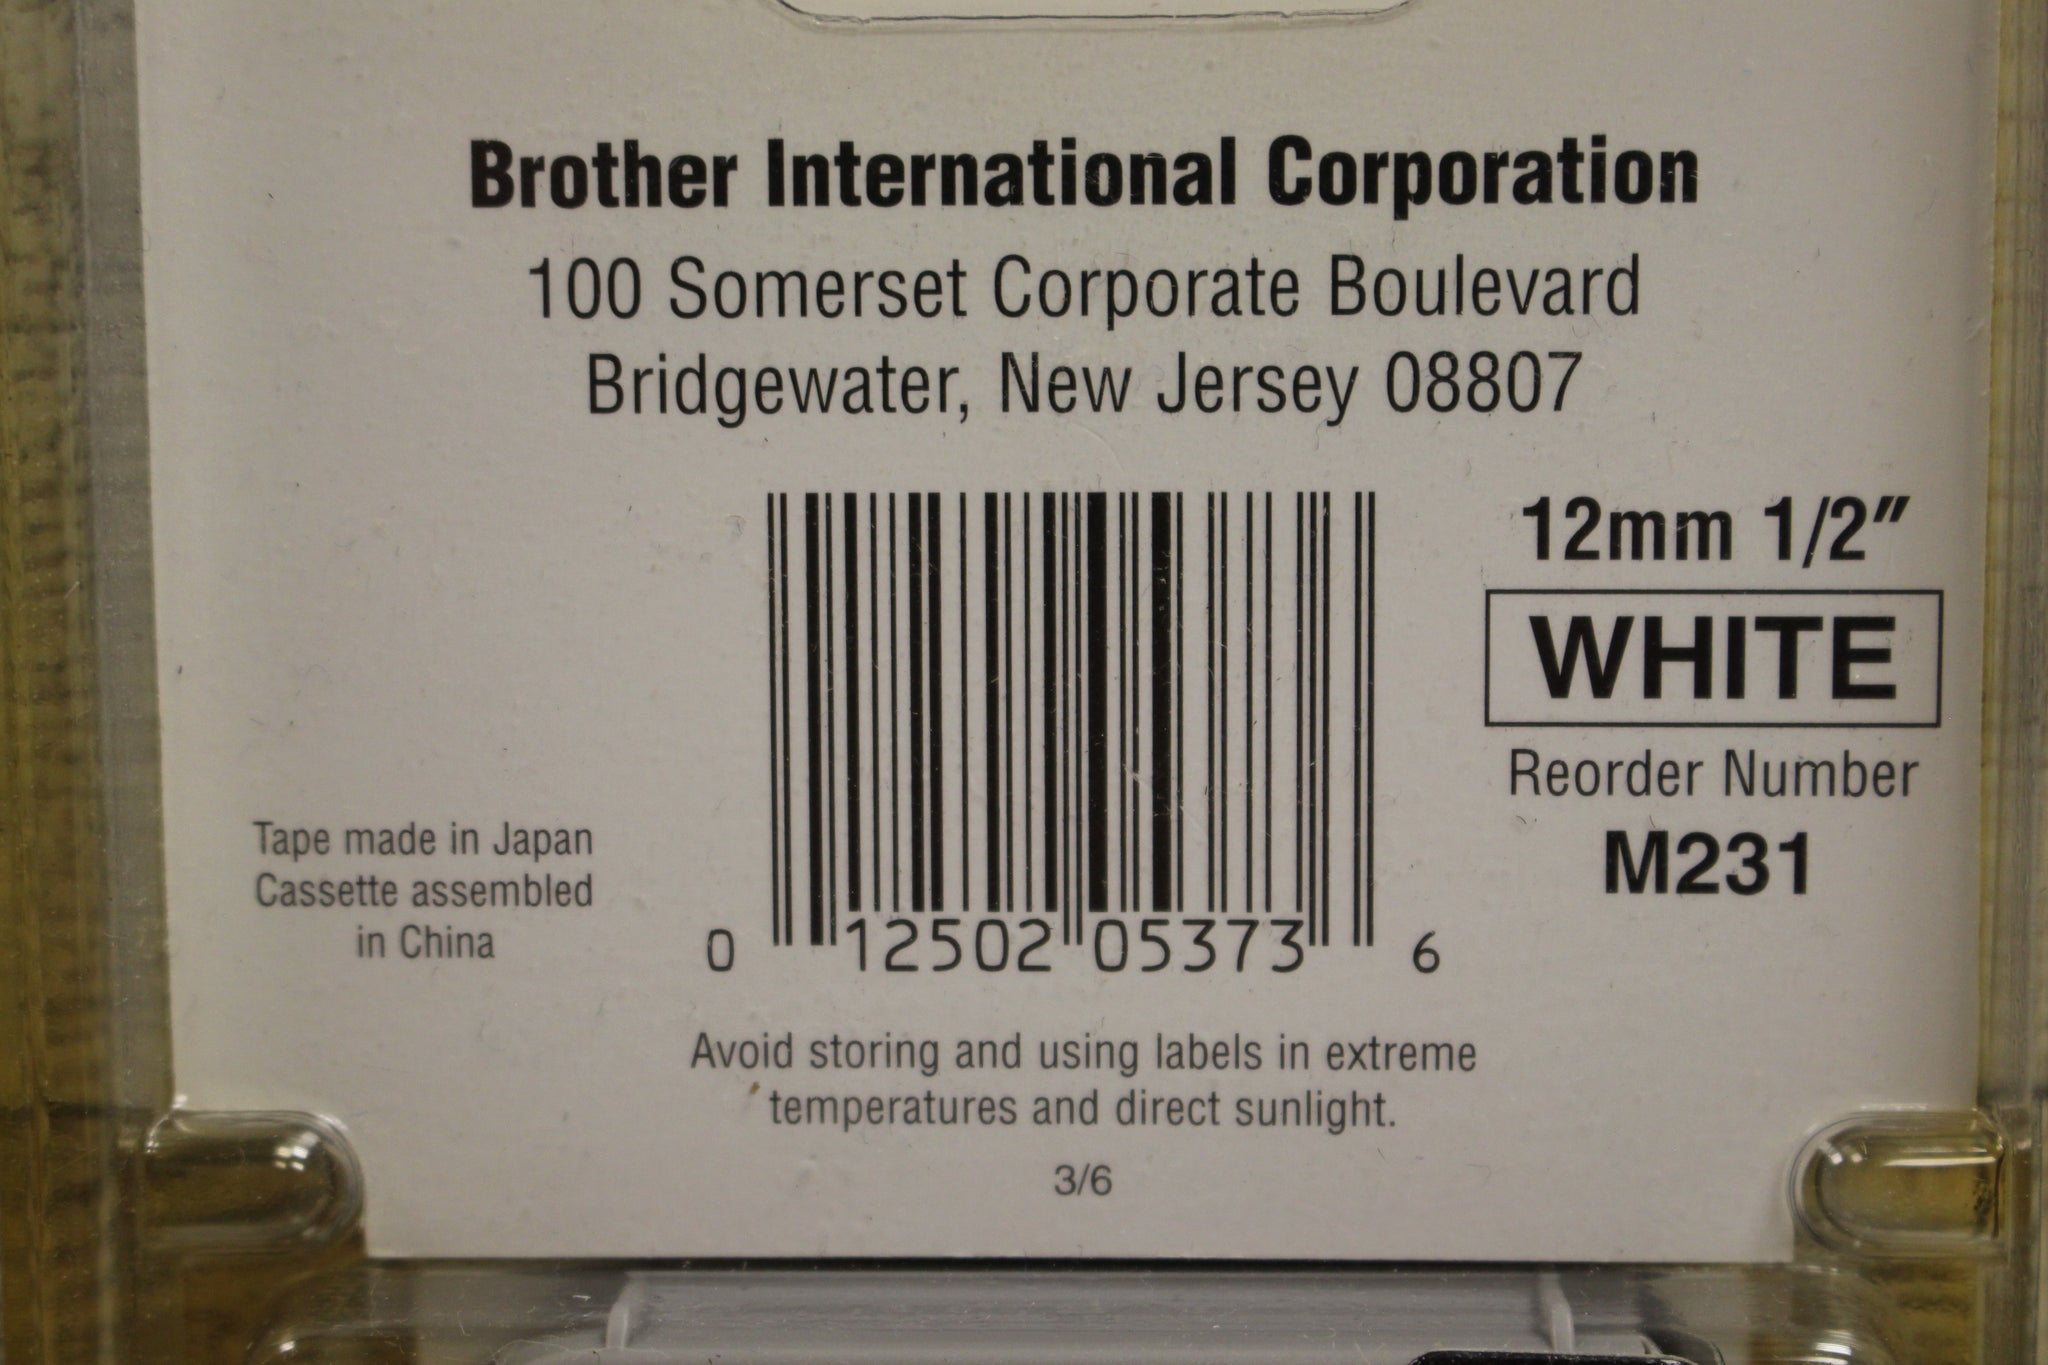 Brother International Corporation
100 Somerset Corporate Boulevard
Bridgewater, New Jersey 08807
12mm 1/2"
WHITE
Reorder Number
M231
Tape made in Japan
Cassette assembled
in China
0 12502 05373 6
Avoid storing and using labels in extreme
temperatures and direct sunlight.
3/6